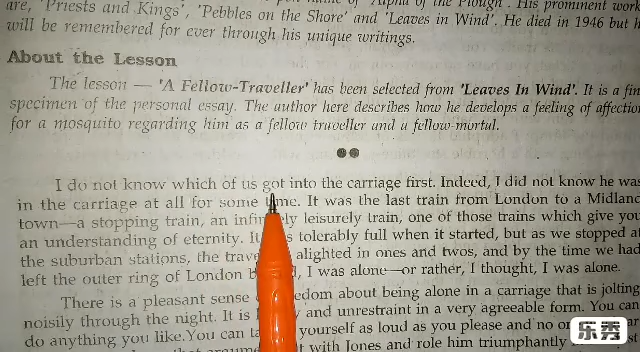 are, 'Priests and Kings', 'Pebbles on the Shore' and 'Leaves in Wind'. He died in 1946 but h
will be remembered for ever through his unique writings.
About the Lesson
The lesson — 'A Fellow-Traveller' has been selected from 'Leaves In Wind'. It is a fin
specimen of the personal essay. The author here describes how he develops a feeling of affectio
for a mosquito regarding him as a fellow traveller and a fellow-mortal.
I do not know which of us got into the carriage first. Indeed, I did not know he was
in the carriage at all for some time. It was the last train from London to a Midlan
town—a stopping train, an infin ly leisurely train, one of those trains which give you
an understanding of eternity. It s tolerably full when it started, but as we stopped at
the suburban stations, the trave alighted in ones and twos, and by the time we had
left the outer ring of London b , I was alone—or rather, I thought, I was alone.
There is a pleasant sense edom about being alone in a carriage that is jolting
noisily through the night. It is and unrestraint in a very agreeable form. You can
do anything you like. You can ta yourself as loud as you please and no on
with Jones and role him triumphantly
乐秀